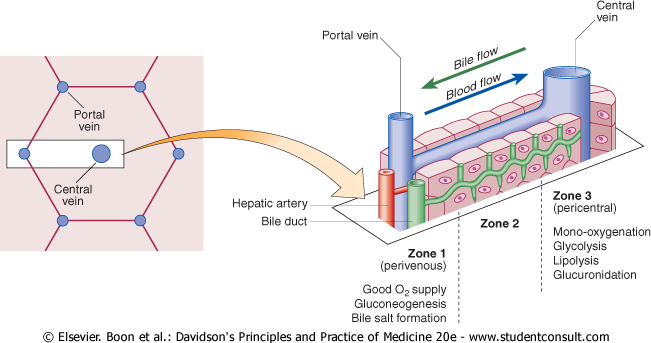 Portal
vein
Central
vein
Portal vein
Central
vein
Bile flow
Blood flow
Hepatic artery
Bile duct
Zone 1
(perivenous)
Good O₂ supply
Gluconeogenesis
Bile salt formation
Zone 2
Zone 3
(pericentral)
Mono-oxygenation
Glycolysis
Lipolysis
Glucuronidation
© Elsevier. Boon et al.: Davidson's Principles and Practice of Medicine 20e - www.studentconsult.com